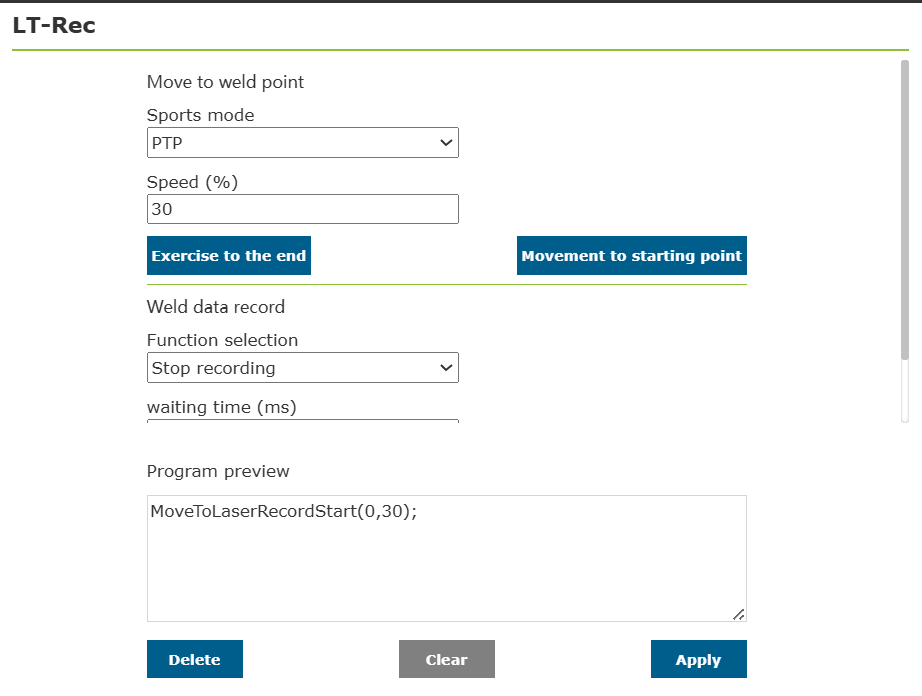 LT-Rec
Move to weld point
Sports mode
PTP
Speed (%)
30
Exercise to the end
Movement to starting point
Weld data record
Function selection
Stop recording
waiting time (ms)
Program preview
MoveToLaserRecordStart(0,30);
Delete
Clear
Apply